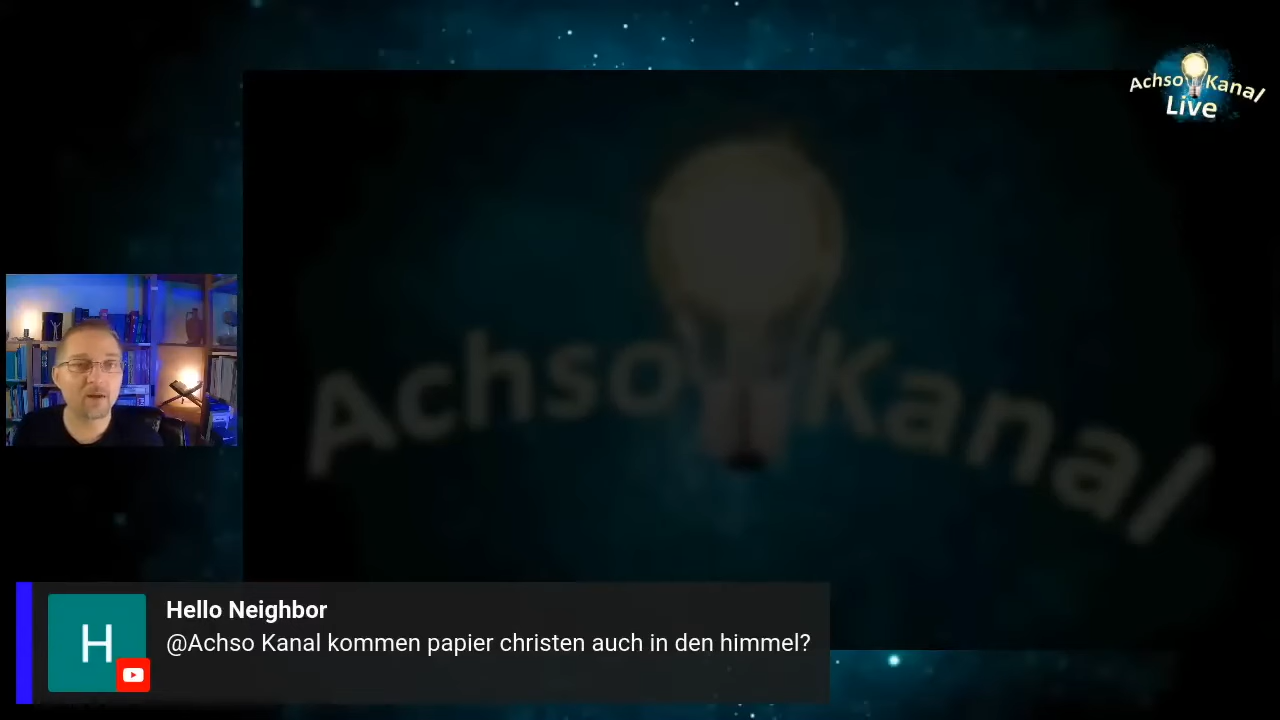 Achso Kanal
Live
Achso Kanal
Hello Neighbor
@Achso Kanal kommen papier christen auch in den himmel?
H